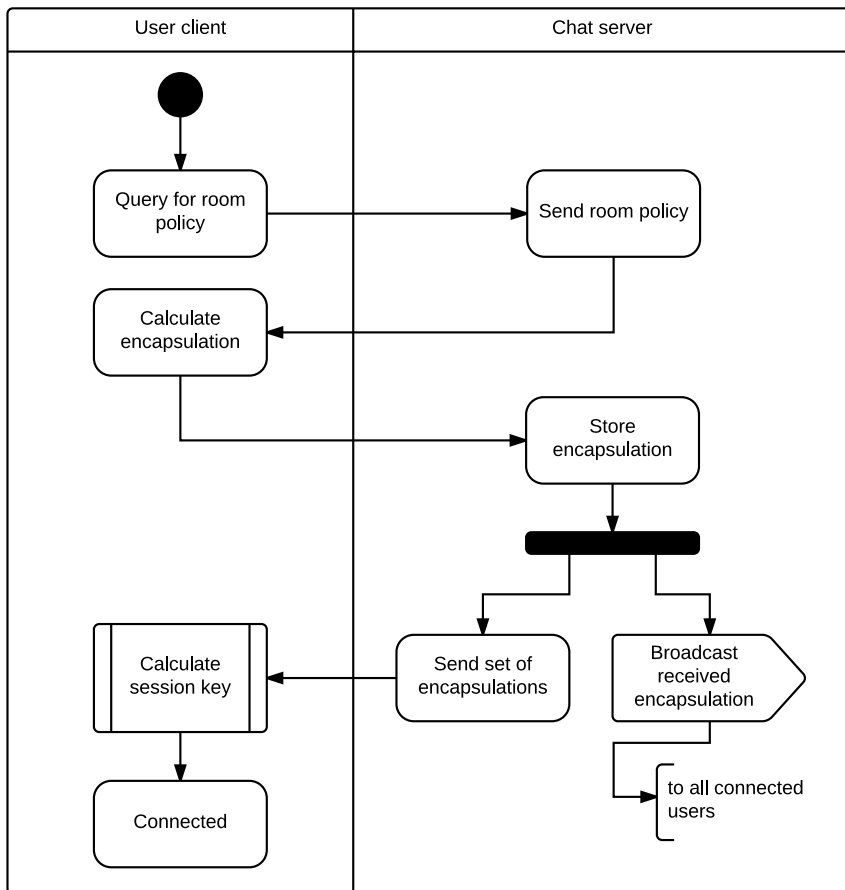 User client
Chat server
Query for room
policy
Send room policy
Calculate
encapsulation
Store
encapsulation
Calculate
session key
Send set of
encapsulations
Broadcast
received
encapsulation
to all connected
users
Connected